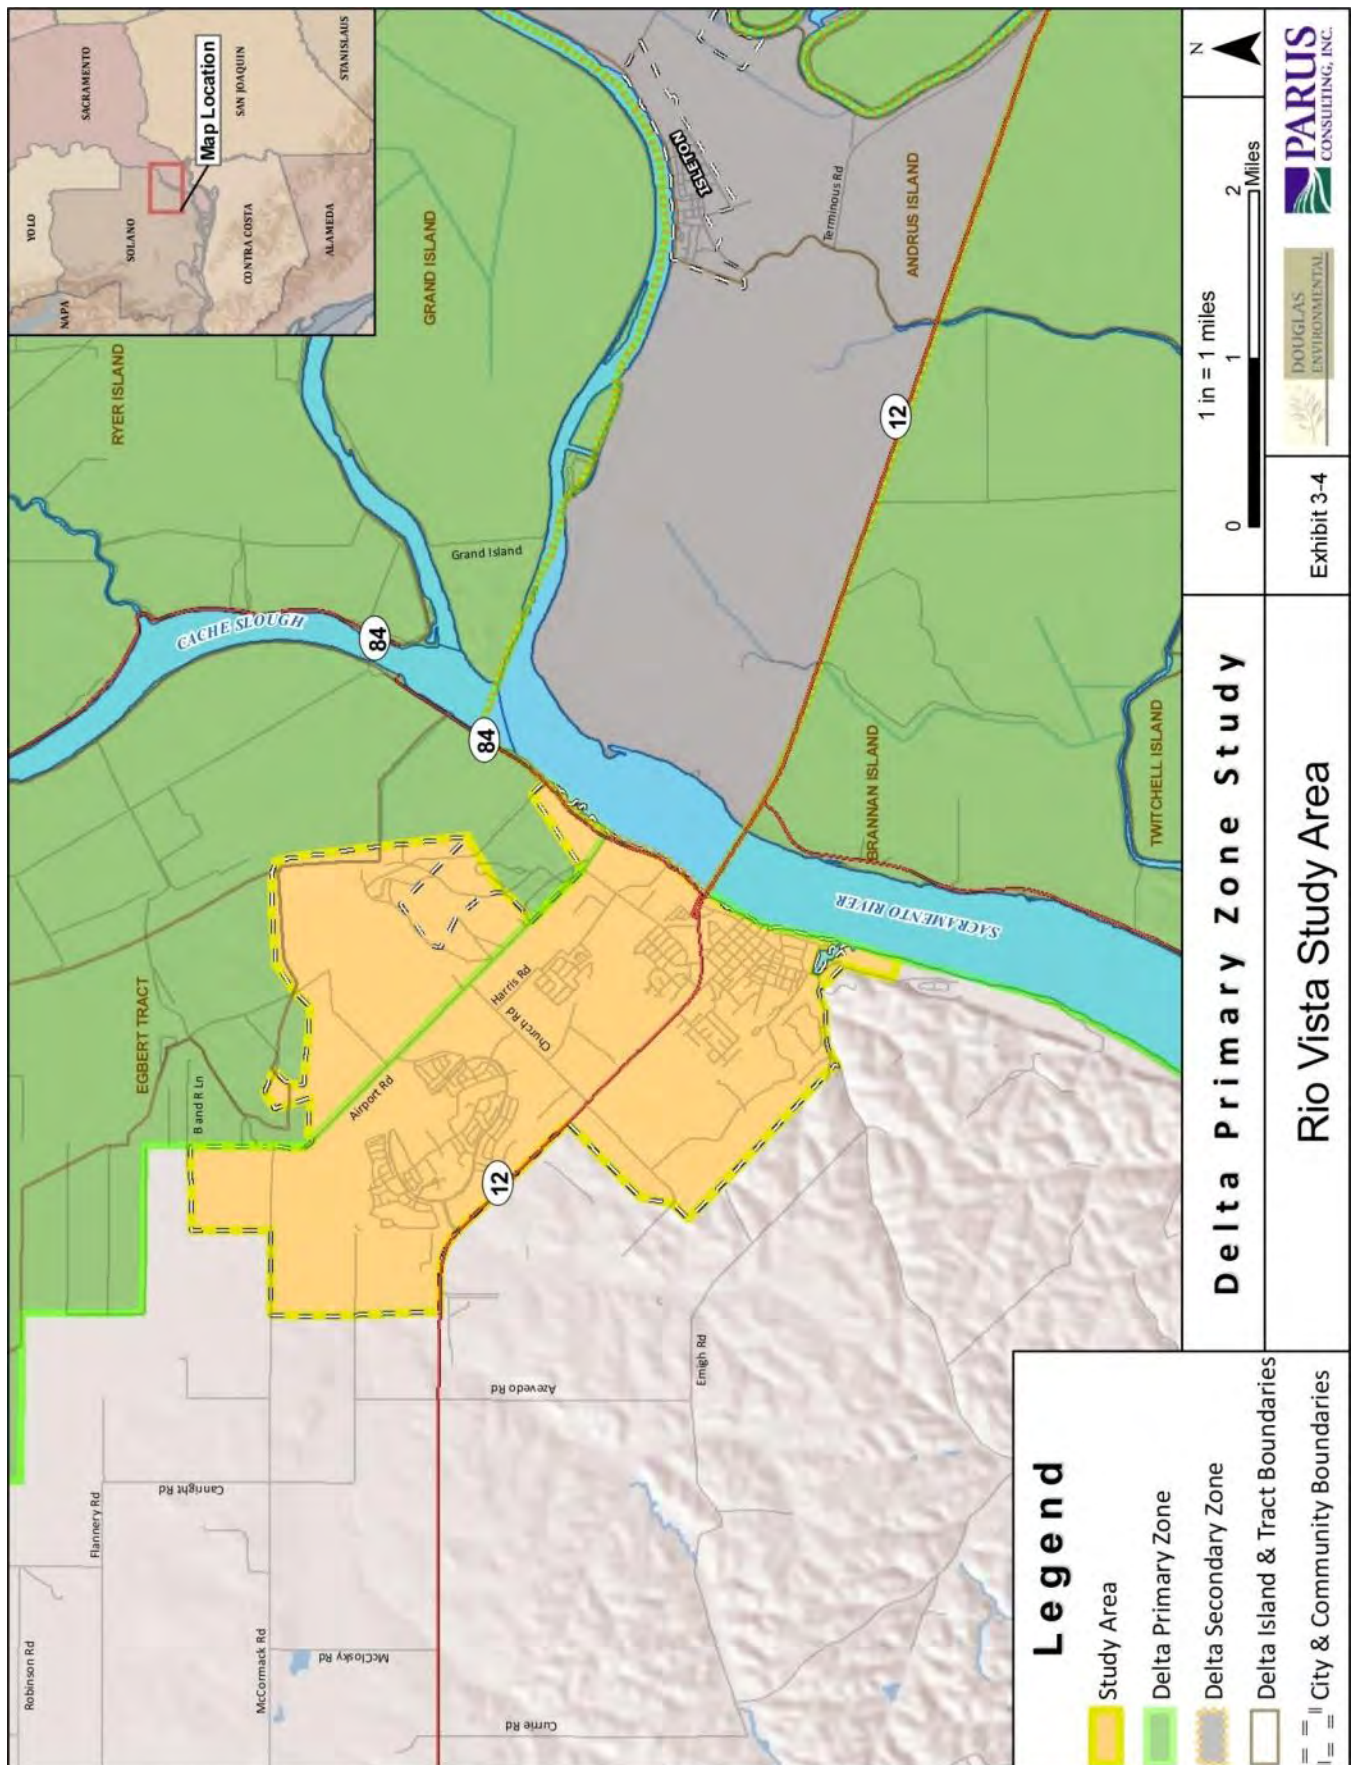 YOLO
NAPA
SACRAMENTO
SOLANO
SAN JOAQUIN
CONTRA COSTA
STANISLAUS
ALAMEDA
Map Location
RYER ISLAND
GRAND ISLAND
CACHE SLOUGH
84
84
Grand Island
ISLETON
Terminous Rd
ANDRUS ISLAND
12
EGBERT TRACT
B and R Ln
Airport Rd
Harris Rd
Church Rd
12
BRANNAN ISLAND
TWITCHELL ISLAND
SACRAMENTO RIVER
Robinson Rd
Flannery Rd
Canright Rd
McCormack Rd
McClosky Rd
Azevedo Rd
Emigh Rd
Currie Rd
Legend
Study Area
Delta Primary Zone
Delta Secondary Zone
Delta Island & Tract Boundaries
City & Community Boundaries
Delta Primary Zone Study
Rio Vista Study Area
1 in = 1 miles
0 1 2
Miles
N
Exhibit 3-4
DOUGLAS
ENVIRONMENTAL
PARUS
CONSULTING, INC.